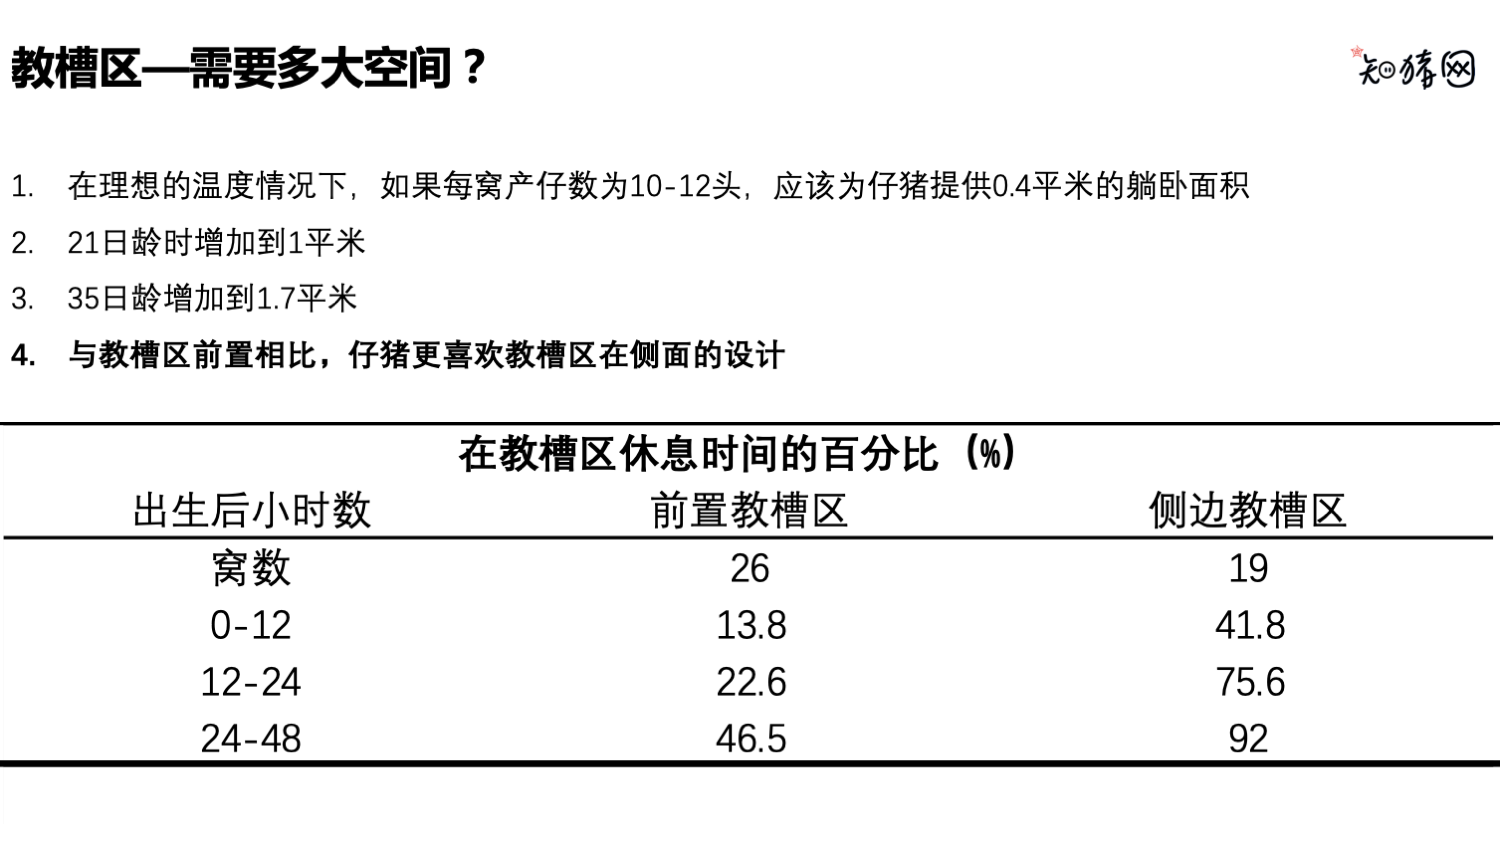 教槽区—需要多大空间？
知猪网
1. 在理想的温度情况下，如果每窝产仔数为10-12头，应该为仔猪提供0.4平米的躺卧面积
2. 21日龄时增加到1平米
3. 35日龄增加到1.7平米
4. 与教槽区前置相比，仔猪更喜欢教槽区在侧面的设计
在教槽区休息时间的百分比（%）
出生后小时数 前置教槽区 侧边教槽区
窝数 26 19
0-12 13.8 41.8
12-24 22.6 75.6
24-48 46.5 92